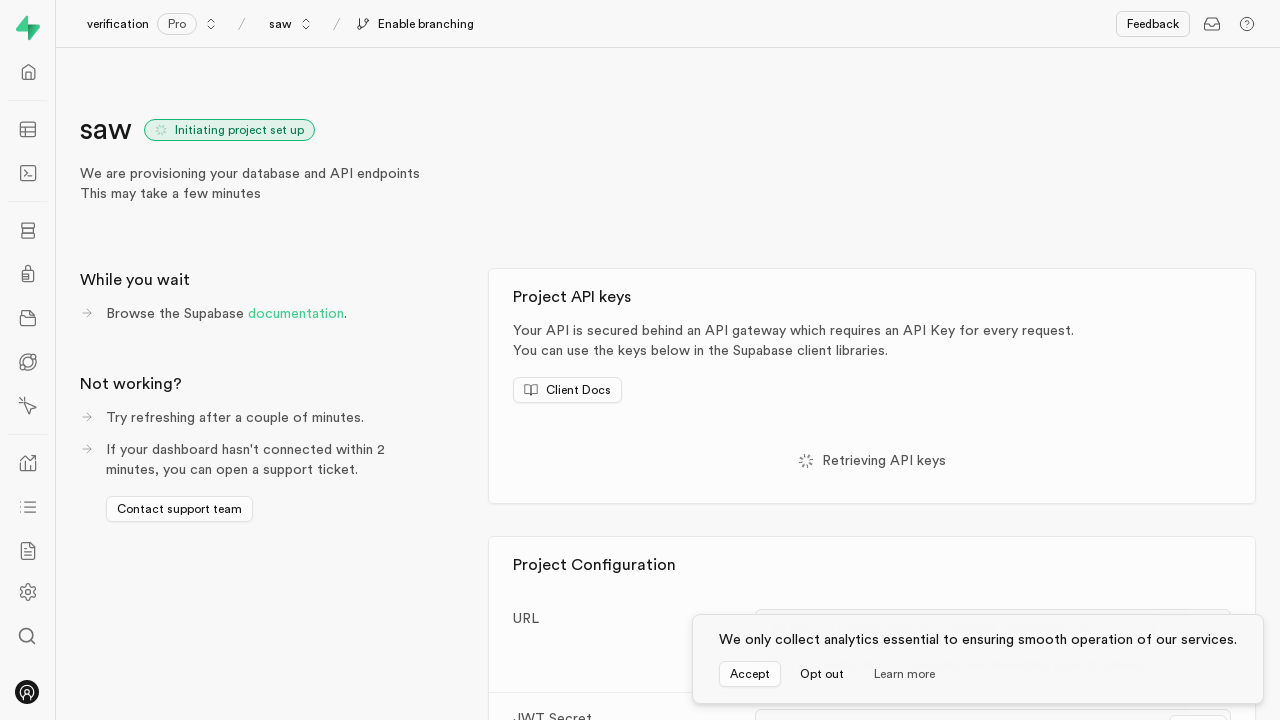 verification Pro / saw / Enable branching
Feedback
saw
Initiating project set up
We are provisioning your database and API endpoints
This may take a few minutes
While you wait
Browse the Supabase documentation.
Not working?
Try refreshing after a couple of minutes.
If your dashboard hasn't connected within 2
minutes, you can open a support ticket.
Contact support team
Project API keys
Your API is secured behind an API gateway which requires an API Key for every request.
You can use the keys below in the Supabase client libraries.
Client Docs
Retrieving API keys
Project Configuration
URL
JWT Secret
We only collect analytics essential to ensuring smooth operation of our services.
Accept
Opt out
Learn more